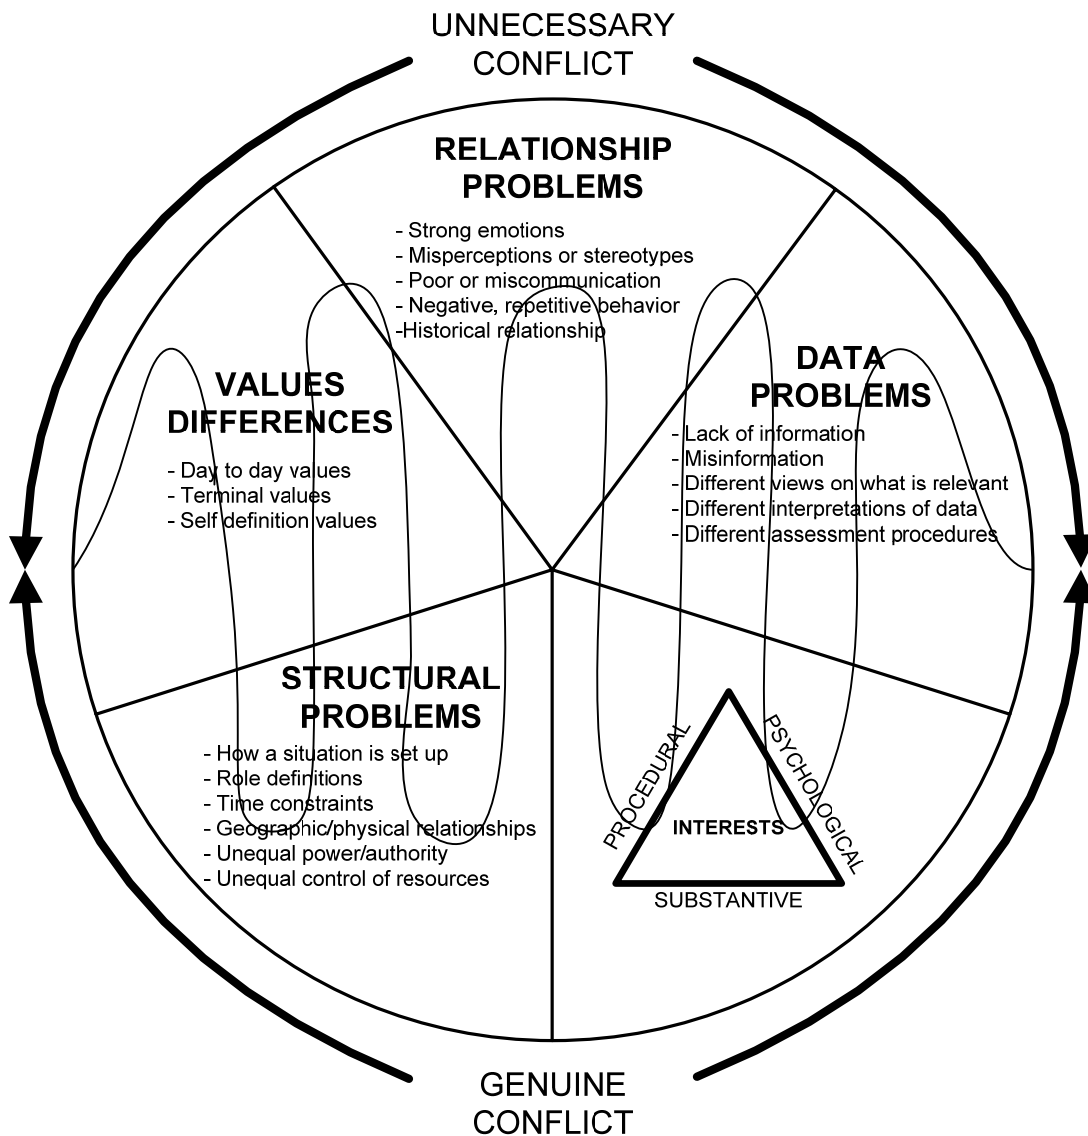 UNNECESSARY
CONFLICT
RELATIONSHIP
PROBLEMS
- Strong emotions
- Misperceptions or stereotypes
- Poor or miscommunication
- Negative, repetitive behavior
-Historical relationship
VALUES
DIFFERENCES
- Day to day values
- Terminal values
- Self definition values
DATA
PROBLEMS
- Lack of information
- Misinformation
- Different views on what is relevant
- Different interpretations of data
- Different assessment procedures
STRUCTURAL
PROBLEMS
- How a situation is set up
- Role definitions
- Time constraints
- Geographic/physical relationships
- Unequal power/authority
- Unequal control of resources
PROCEDURAL
PSYCHOLOGICAL
INTERESTS
SUBSTANTIVE
GENUINE
CONFLICT